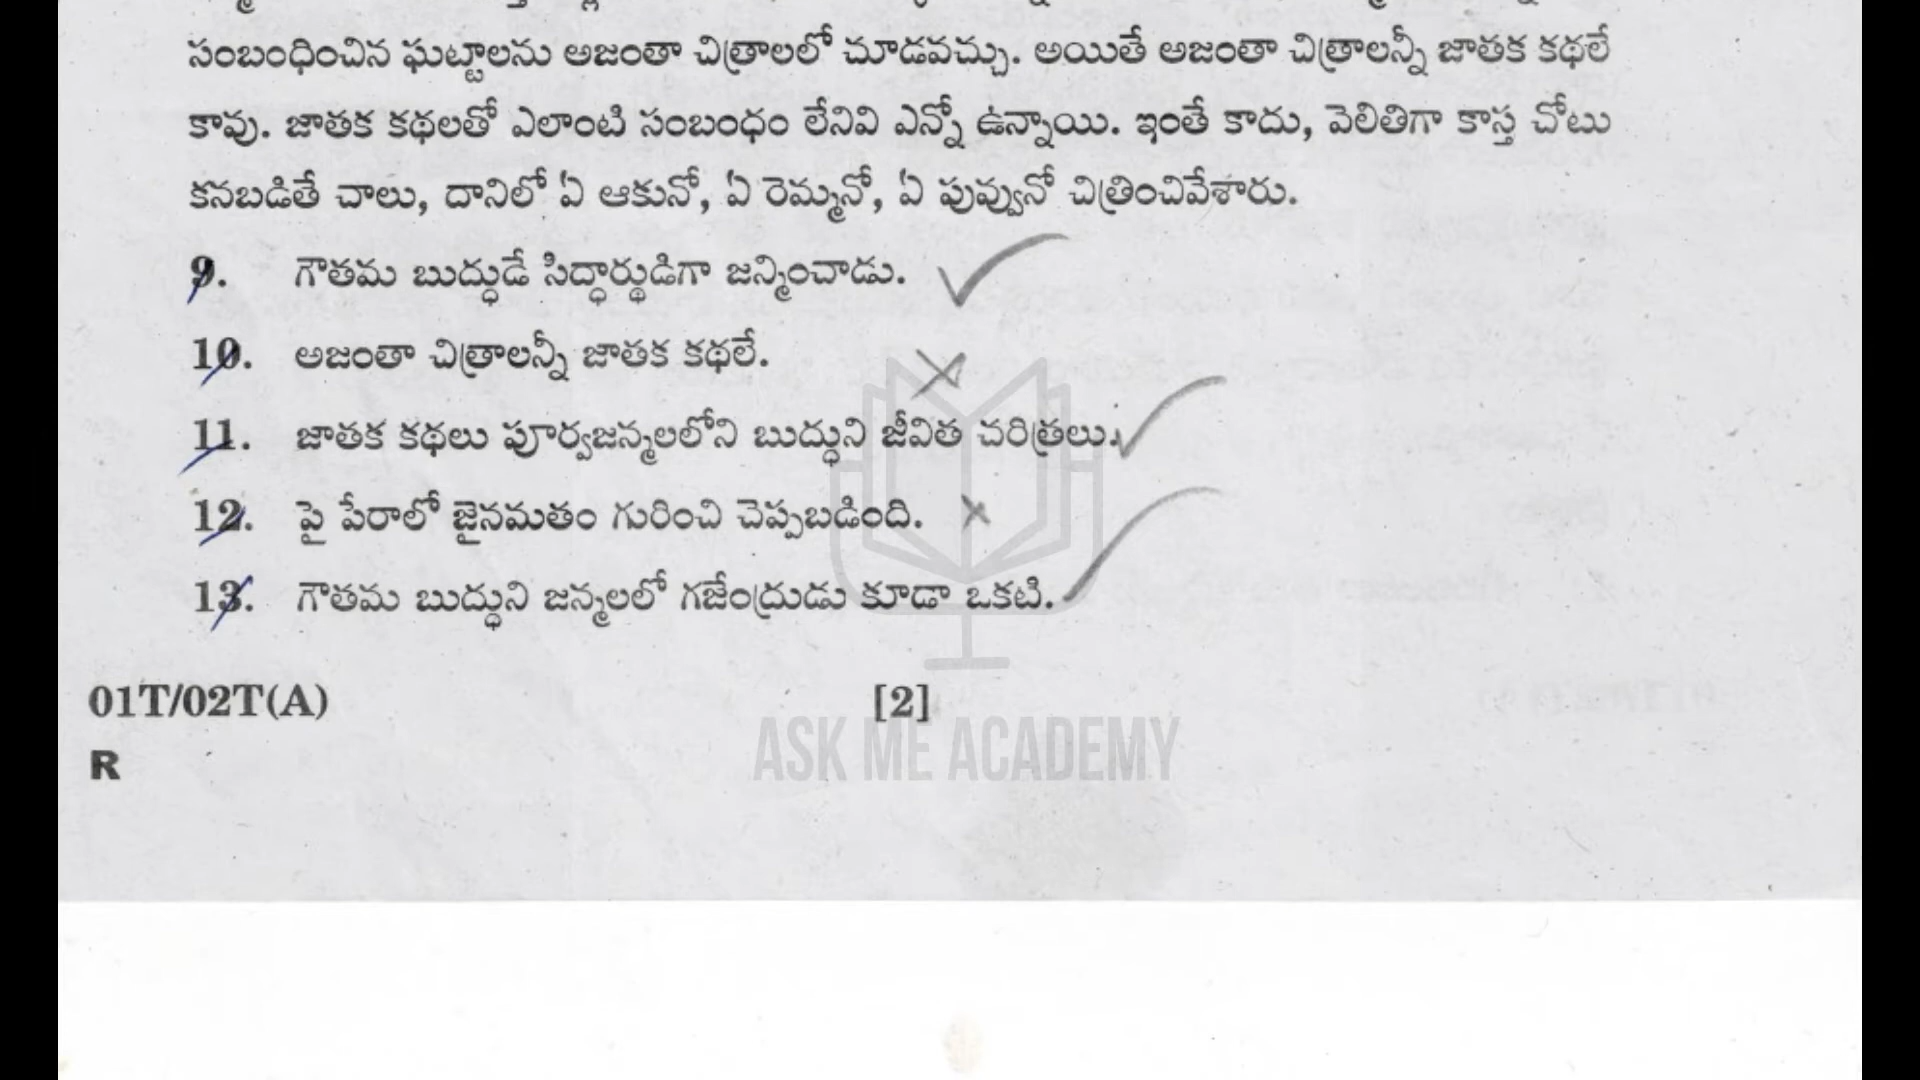 సంబంధించిన ఘట్టాలను అజంతా చిత్రాలలో చూడవచ్చు. అయితే అజంతా చిత్రాలన్నీ జాతక కథలే
కావు. జాతక కథలతో ఎలాంటి సంబంధం లేనివి ఎన్నో ఉన్నాయి. ఇంతే కాదు, వెలితిగా కాస్త చోటు
కనబడితే చాలు, దానిలో ఏ ఆకునో, ఏ రెమ్మనో, ఏ పువ్వునో చిత్రించివేశారు.
9. గౌతమ బుద్ధుడే సిద్ధార్థుడిగా జన్మించాడు.
10. అజంతా చిత్రాలన్నీ జాతక కథలే.
11. జాతక కథలు పూర్వజన్మలలోని బుద్ధుని జీవిత చరిత్రలు.
12. పై పేరాలో జైనమతం గురించి చెప్పబడింది.
13. గౌతమ బుద్ధుని జన్మలలో గజేంద్రుడు కూడా ఒకటి.
01T/02T(A) [2]
R
ASK ME ACADEMY